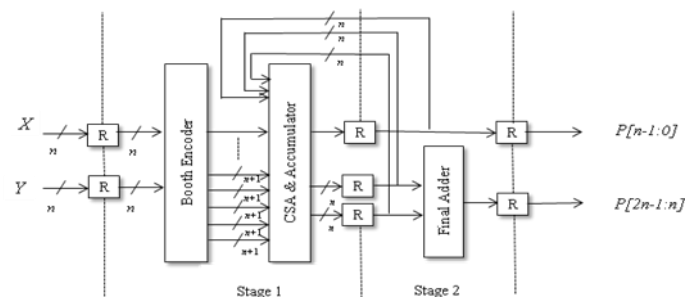 n
n
n
X
n
R
n
R
R
P[n-1:0]
Y
n
R
n
Booth Encoder
n+1
n+1
n+1
n+1
n+1
CSA & Accumulator
n
R
n
R
Final Adder
R
P[2n-1:n]
Stage 1
Stage 2